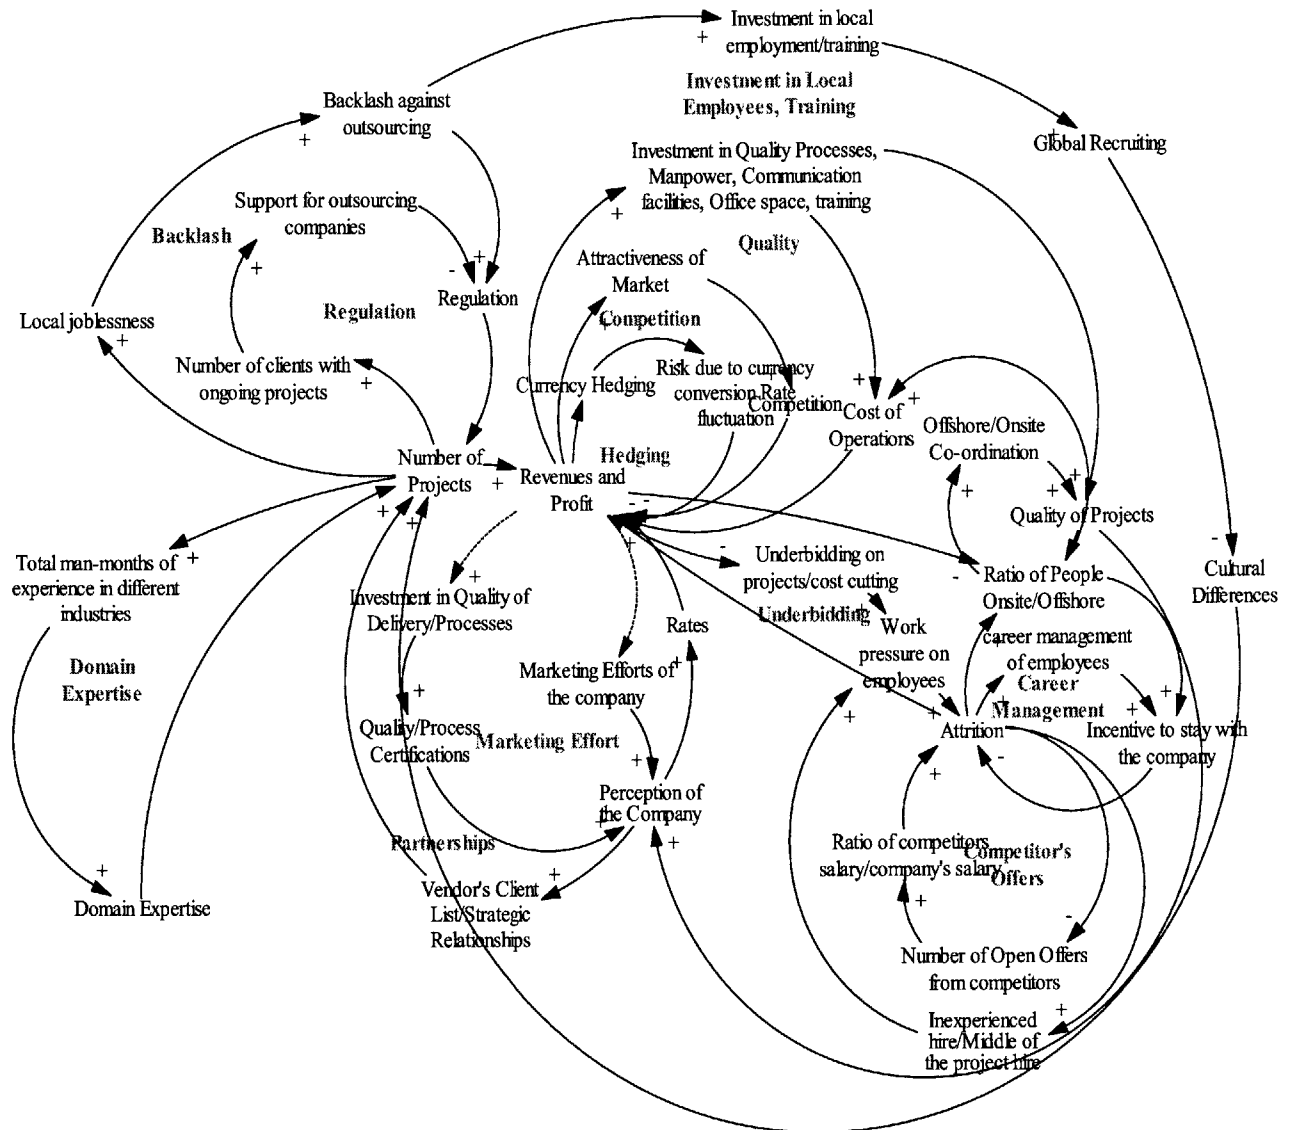 Investment in local
employment/training
+
Investment in Local
Employees, Training
Backlash against
outsourcing
+
Global Recruiting
+
Investment in Quality Processes,
Manpower, Communication
facilities, Office space, training
+
Support for outsourcing
companies
Backlash
+
Quality
Attractiveness of
Market
+
-
+
Regulation
Regulation
Competition
+
Local joblessness
+
Number of clients with
ongoing projects
+
Currency Hedging
Risk due to currency
conversion Rate
fluctuation
Competition
+
Cost of
Operations
+
Offshore/Onsite
Co-ordination
+
Hedging
Number of
Projects
+
Revenues and
Profit
-
-
+
+
Quality of Projects
+
+
-
Total man-months of
experience in different
industries
+
+
-
Underbidding on
projects/cost cutting
-
Ratio of People
Onsite/Offshore
Cultural
Differences
+
Investment in Quality of
Delivery/Processes
Underbidding
+
Rates
Work
pressure on
employees
+
career management
of employees
Domain
Expertise
Marketing Efforts of
the company
+
Career
Management
+
+
+
+
+
Attrition
Incentive to stay with
the company
Quality/Process
Certifications
Marketing Effort
+
-
+
Perception of
the Company
+
+
Partnerships
Ratio of competitors
salary/company's salary
Competitor's
Offers
+
+
+
Domain Expertise
Vendor's Client
List/Strategic
Relationships
-
Number of Open Offers
from competitors
+
Inexperienced
hire/Middle of
the project hire